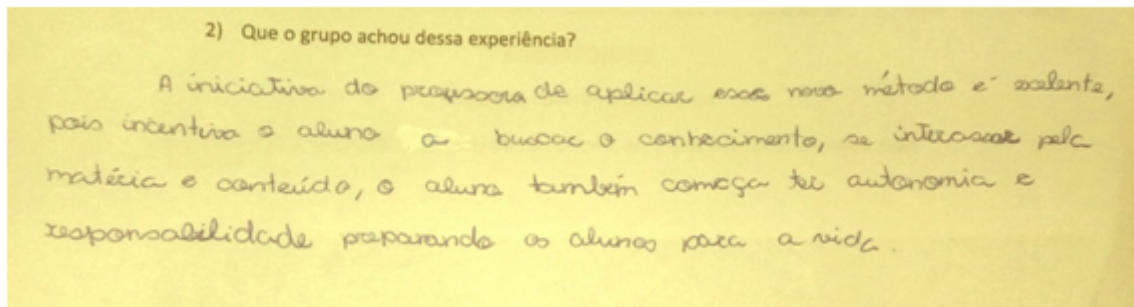 2) Que o grupo achou dessa experiência?
A iniciativa do professora de aplicar esse novo método é exelente,
pois incentiva o aluno a buscar o conhecimento, se interessar pela
matéria e conteúdo, o aluno também começa ter autonomia e
responsabilidade preparando os alunos para a vida.